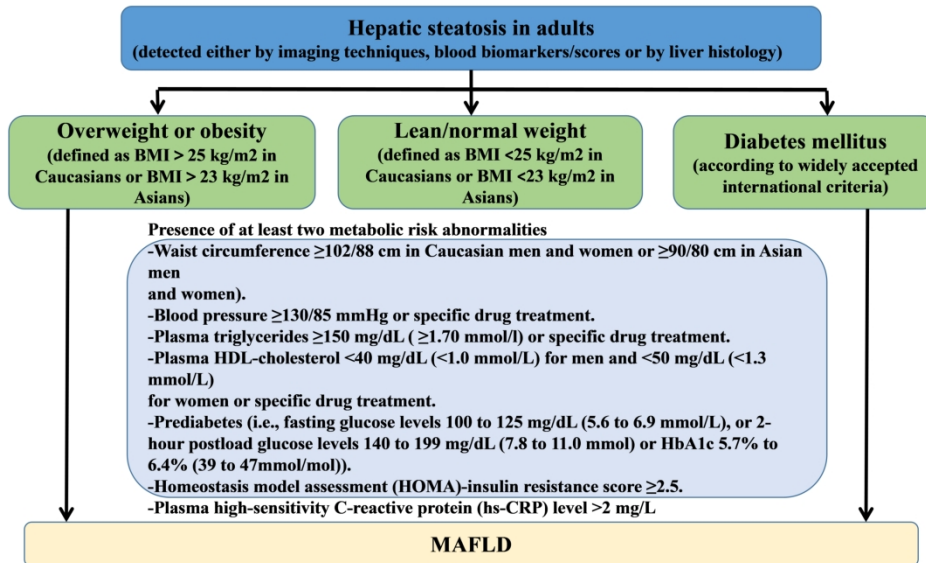 Hepatic steatosis in adults
(detected either by imaging techniques, blood biomarkers/scores or by liver histology)
Overweight or obesity
(defined as BMI > 25 kg/m2 in
Caucasians or BMI > 23 kg/m2 in
Asians)
Lean/normal weight
(defined as BMI <25 kg/m2 in
Caucasians or BMI <23 kg/m2 in
Asians)
Diabetes mellitus
(according to widely accepted
international criteria)
Presence of at least two metabolic risk abnormalities
-Waist circumference ≥102/88 cm in Caucasian men and women or ≥90/80 cm in Asian
men
and women).
-Blood pressure ≥130/85 mmHg or specific drug treatment.
-Plasma triglycerides ≥150 mg/dL ( ≥1.70 mmol/l) or specific drug treatment.
-Plasma HDL-cholesterol <40 mg/dL (<1.0 mmol/L) for men and <50 mg/dL (<1.3
mmol/L)
for women or specific drug treatment.
-Prediabetes (i.e., fasting glucose levels 100 to 125 mg/dL (5.6 to 6.9 mmol/L), or 2-
hour postload glucose levels 140 to 199 mg/dL (7.8 to 11.0 mmol) or HbA1c 5.7% to
6.4% (39 to 47mmol/mol)).
-Homeostasis model assessment (HOMA)-insulin resistance score ≥2.5.
-Plasma high-sensitivity C-reactive protein (hs-CRP) level >2 mg/L
MAFLD